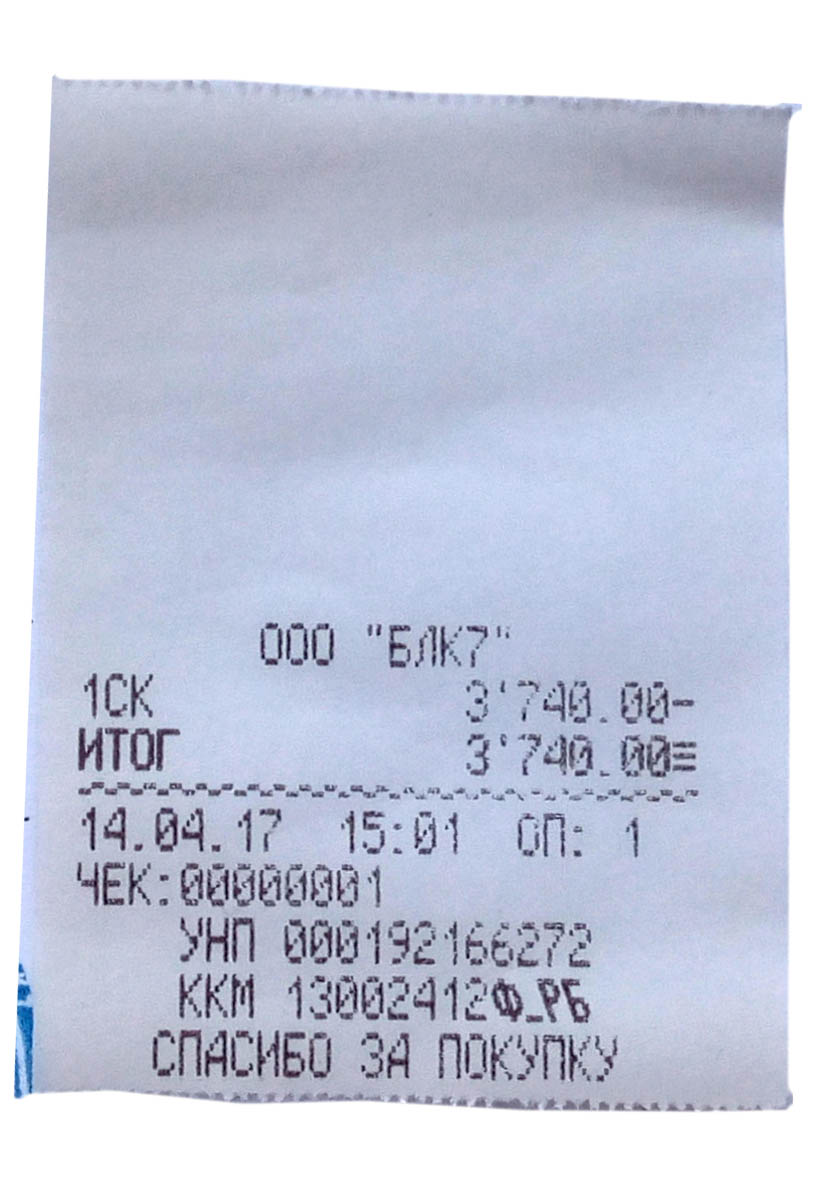 ООО "БЛК7"
1СК 3'740.00-
ИТОГ 3'740.00≡
14.04.17 15:01 ОП: 1
ЧЕК:00000001
УНП 000192166272
ККМ 13002412Ф_РБ
СПАСИБО ЗА ПОКУПКУ